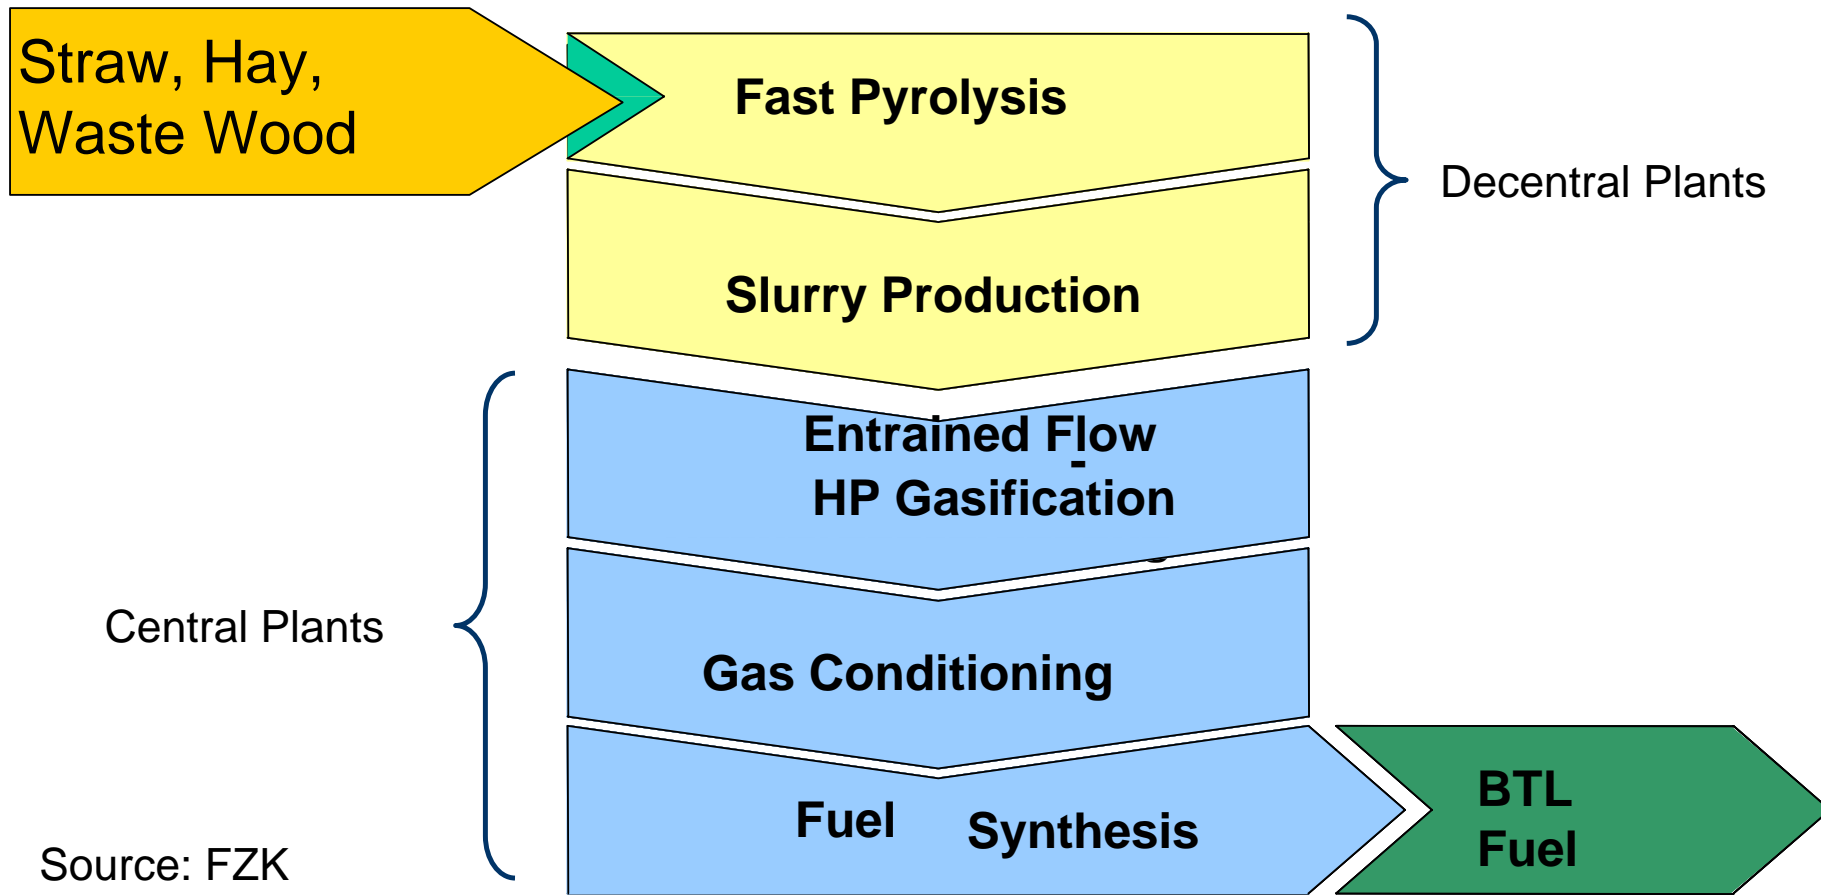 Straw, Hay,
Waste Wood
Fast Pyrolysis
Decentral Plants
Slurry Production
Entrained Flow
-
HP Gasification
Central Plants
Gas Conditioning
Fuel Synthesis
BTL
Fuel
Source: FZK